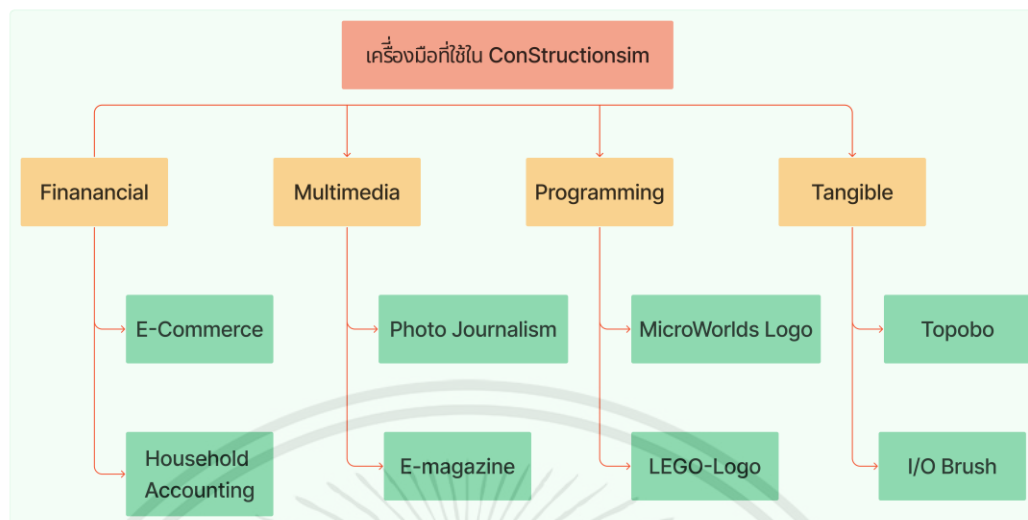 เครื่ื่องมือที่ใช้ใน ConStructionsim
Finanancial
Multimedia
Programming
Tangible
E-Commerce
Photo Journalism
MicroWorlds Logo
Topobo
Household
Accounting
E-magazine
LEGO-Logo
I/O Brush